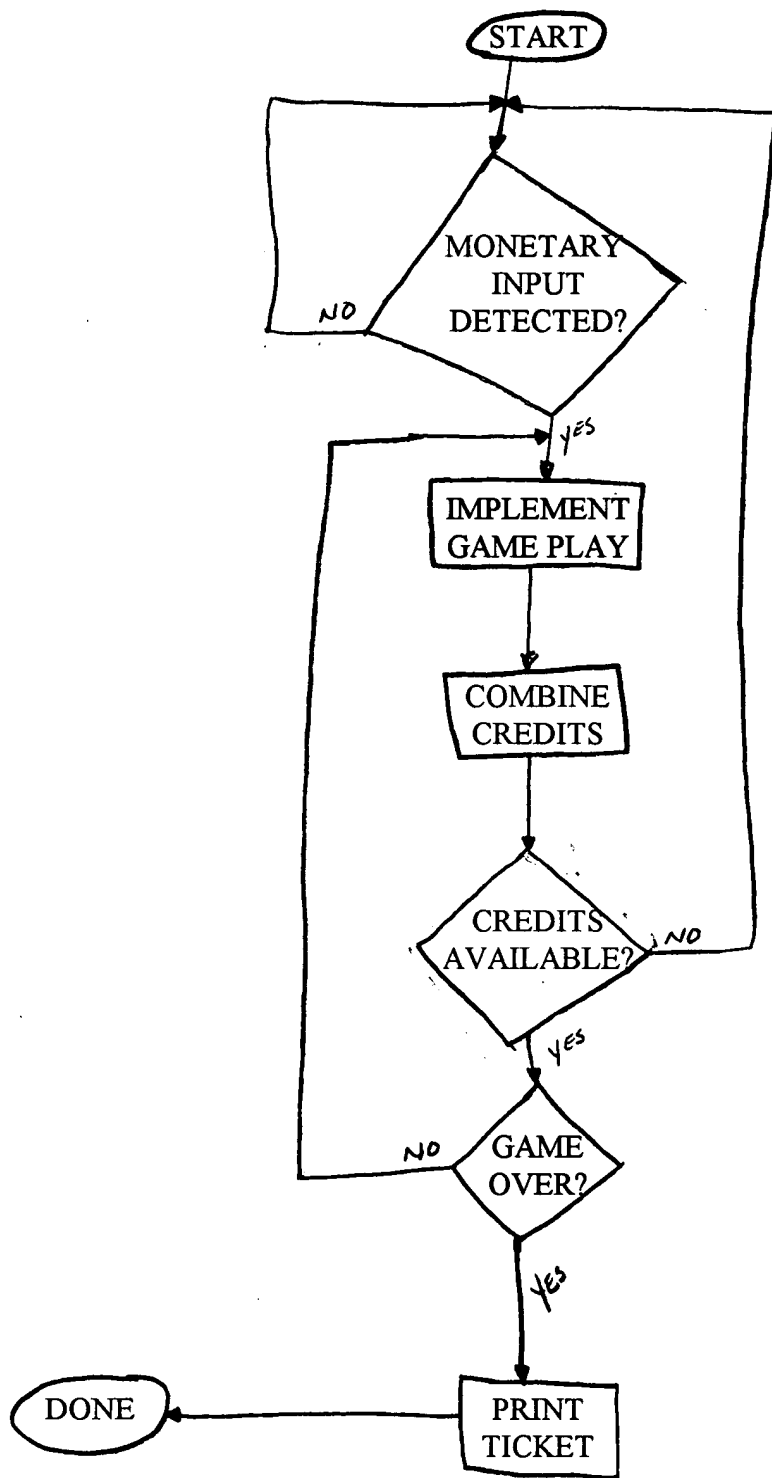 START
MONETARY
INPUT
DETECTED?
NO
YES
IMPLEMENT
GAME PLAY
COMBINE
CREDITS
CREDITS
AVAILABLE?
NO
YES
GAME
OVER?
NO
YES
PRINT
TICKET
DONE